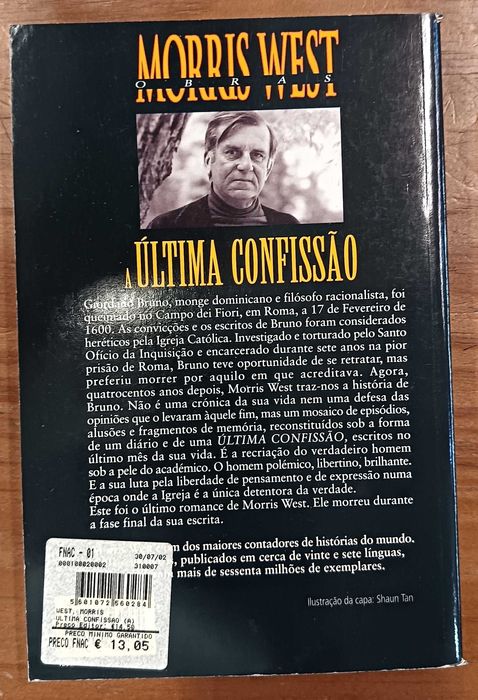 MORRIS WEST
OBRAS
A ÚLTIMA CONFISSÃO
Giordano Bruno, monge dominicano e filósofo racionalista, foi
queimado no Campo dei Fiori, em Roma, a 17 de Fevereiro de
1600. As convicções e os escritos de Bruno foram considerados
heréticos pela Igreja Católica. Investigado e torturado pelo Santo
Ofício da Inquisição e encarcerado durante sete anos na pior
prisão de Roma, Bruno teve oportunidade de se retratar, mas
preferiu morrer por aquilo em que acreditava. Agora,
quatrocentos anos depois, Morris West traz-nos a história de
Bruno. Não é uma crónica da sua vida nem uma defesa das
opiniões que o levaram àquele fim, mas um mosaico de episódios,
alusões e fragmentos de memória, reconstituídos sob a forma
de um diário e de uma ÚLTIMA CONFISSÃO, escritos no
último mês da sua vida. É a recriação do verdadeiro homem
sob a pele do académico. O homem polémico, libertino, brilhante.
E a sua luta pela liberdade de pensamento e de expressão numa
época onde a Igreja é a única detentora da verdade.
Este foi o último romance de Morris West. Ele morreu durante
a fase final da sua escrita.
m dos maiores contadores de histórias do mundo.
, publicados em cerca de vinte e sete línguas,
mais de sessenta milhões de exemplares.
Ilustração da capa: Shaun Tan
FNAC - 01 30/07/02
000100020002 310007
5 601072 560284
WEST, MORRIS
ULTIMA CONFISSAO (A)
Preco Editor: €14,50
PRECO MINIMO GARANTIDO
PRECO FNAC € 13,05